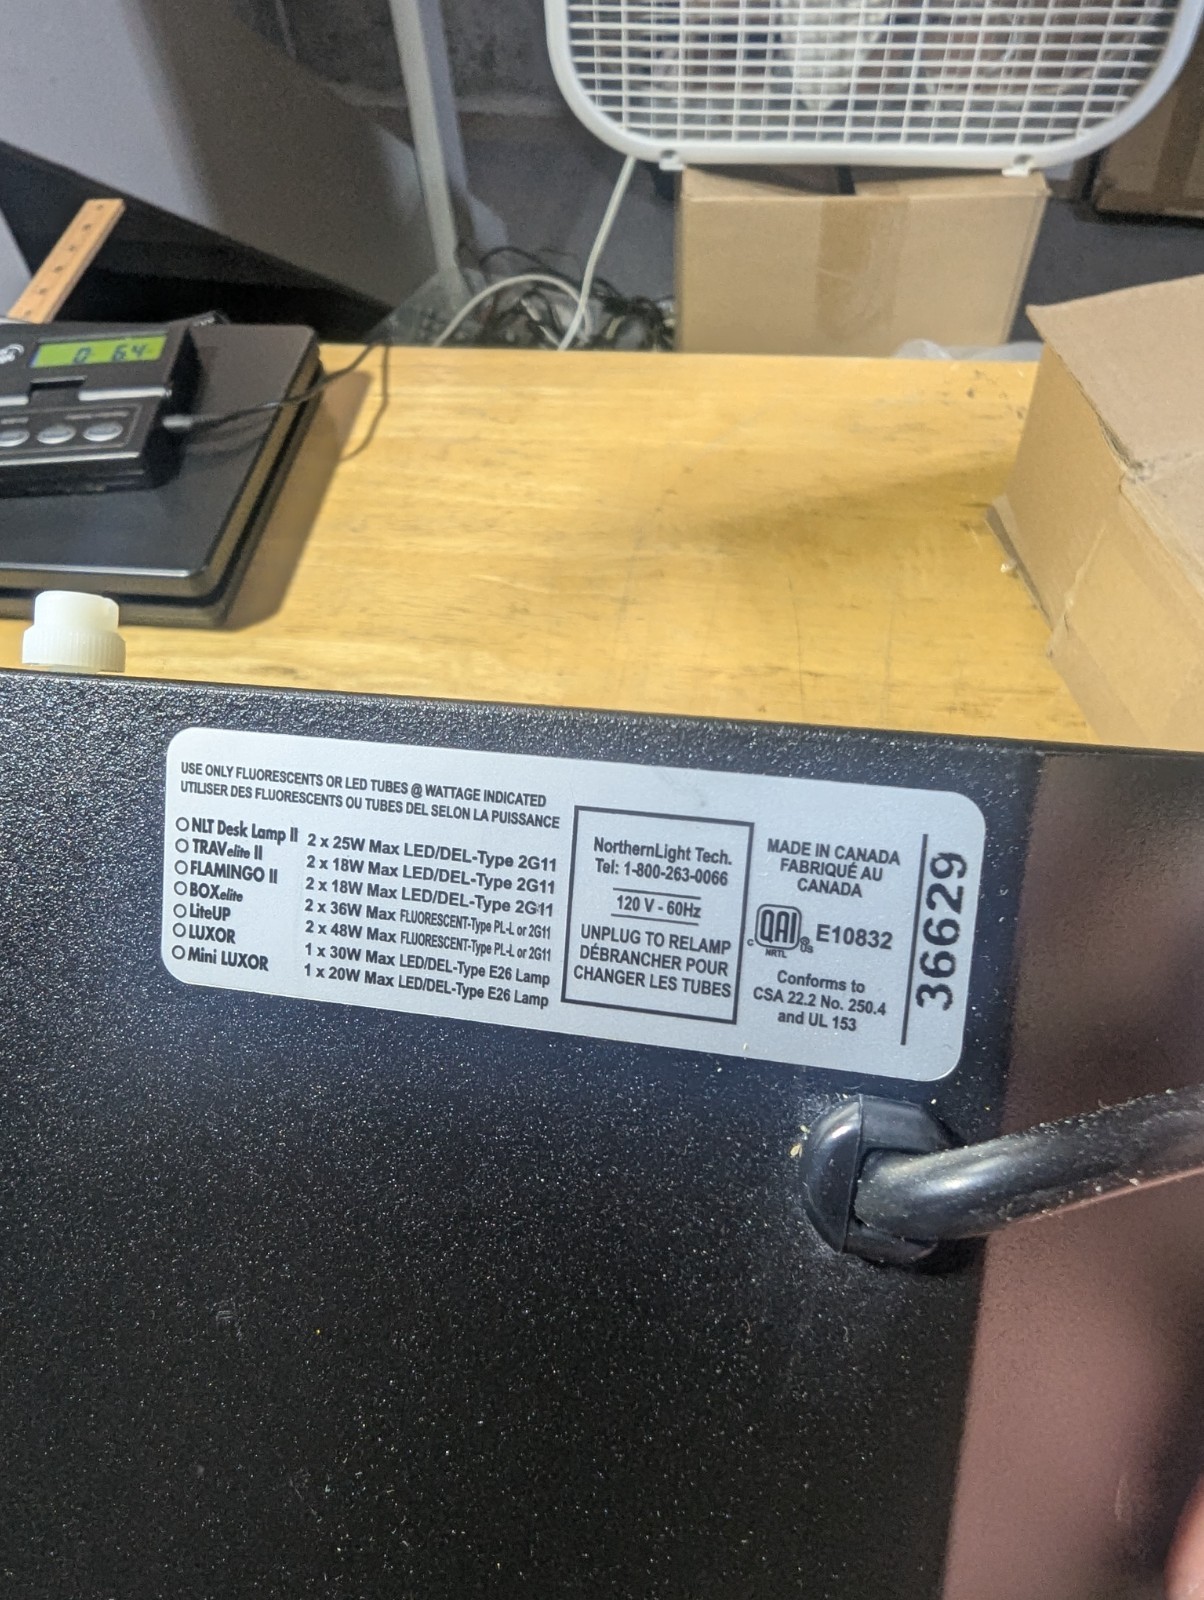 0 6.4
USE ONLY FLUORESCENTS OR LED TUBES @ WATTAGE INDICATED
UTILISER DES FLUORESCENTS OU TUBES DEL SELON LA PUISSANCE
NLT Desk Lamp II 2 x 25W Max LED/DEL-Type 2G11
TRAVelite II 2 x 18W Max LED/DEL-Type 2G11
FLAMINGO II 2 x 18W Max LED/DEL-Type 2G11
BOXelite 2 x 36W Max FLUORESCENT-Type PL-L or 2G11
LiteUP 2 x 48W Max FLUORESCENT-Type PL-L or 2G11
LUXOR 1 x 30W Max LED/DEL-Type E26 Lamp
Mini LUXOR 1 x 20W Max LED/DEL-Type E26 Lamp
NorthernLight Tech.
Tel: 1-800-263-0066
120 V - 60Hz
UNPLUG TO RELAMP
DÉBRANCHER POUR
CHANGER LES TUBES
MADE IN CANADA
FABRIQUÉ AU
CANADA
C QAI ® US E10832
NRTL
Conforms to
CSA 22.2 No. 250.4
and UL 153
36629